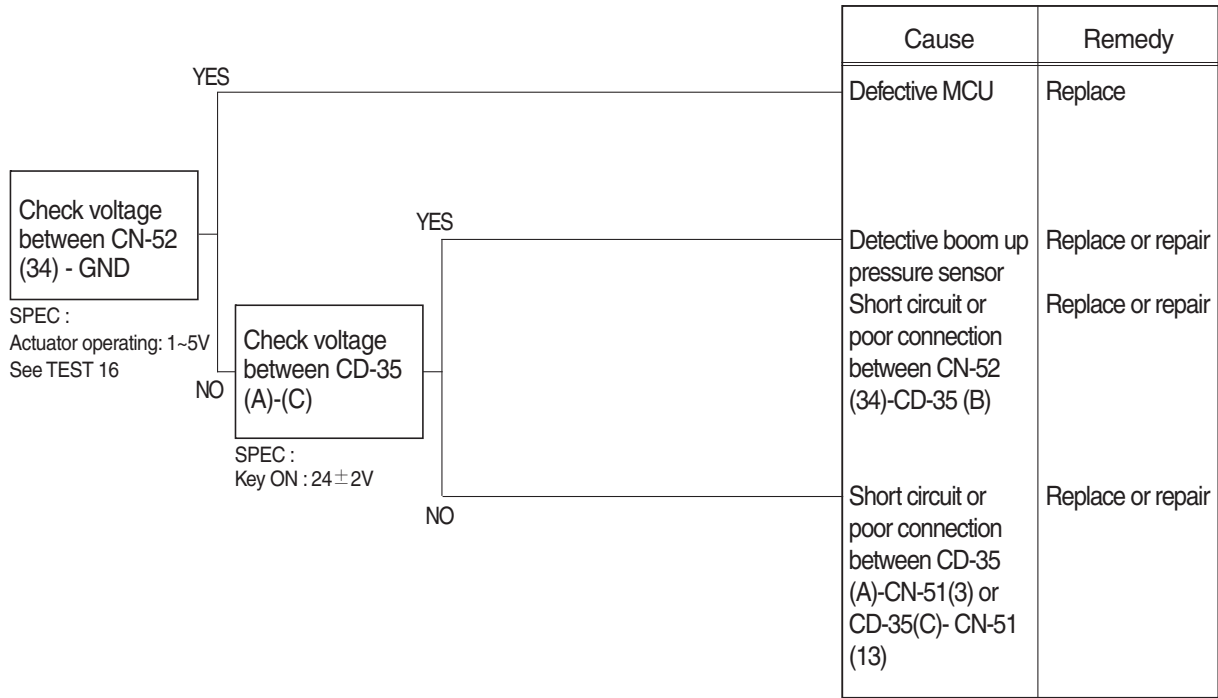 Cause
Remedy
YES
Defective MCU
Replace
Check voltage
between CN-52
(34) - GND
SPEC :
Actuator operating: 1~5V
See TEST 16
NO
YES
Detective boom up
pressure sensor
Replace or repair
Short circuit or
poor connection
between CN-52
(34)-CD-35 (B)
Replace or repair
Check voltage
between CD-35
(A)-(C)
SPEC :
Key ON : 24±2V
NO
Short circuit or
poor connection
between CD-35
(A)-CN-51(3) or
CD-35(C)- CN-51
(13)
Replace or repair